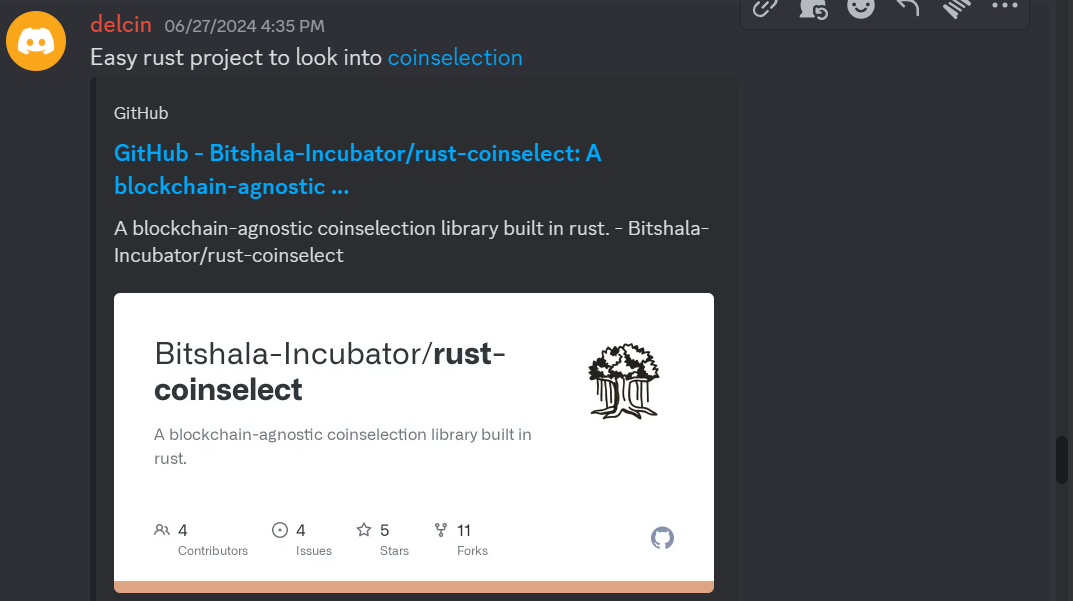 delcin 06/27/2024 4:35 PM
Easy rust project to look into coinselection
GitHub
GitHub - Bitshala-Incubator/rust-coinselect: A
blockchain-agnostic ...
A blockchain-agnostic coinselection library built in rust. - Bitshala-
Incubator/rust-coinselect
Bitshala-Incubator/rust-
coinselect
A blockchain-agnostic coinselection library built in
rust.
4 4 5 11
Contributors Issues Stars Forks